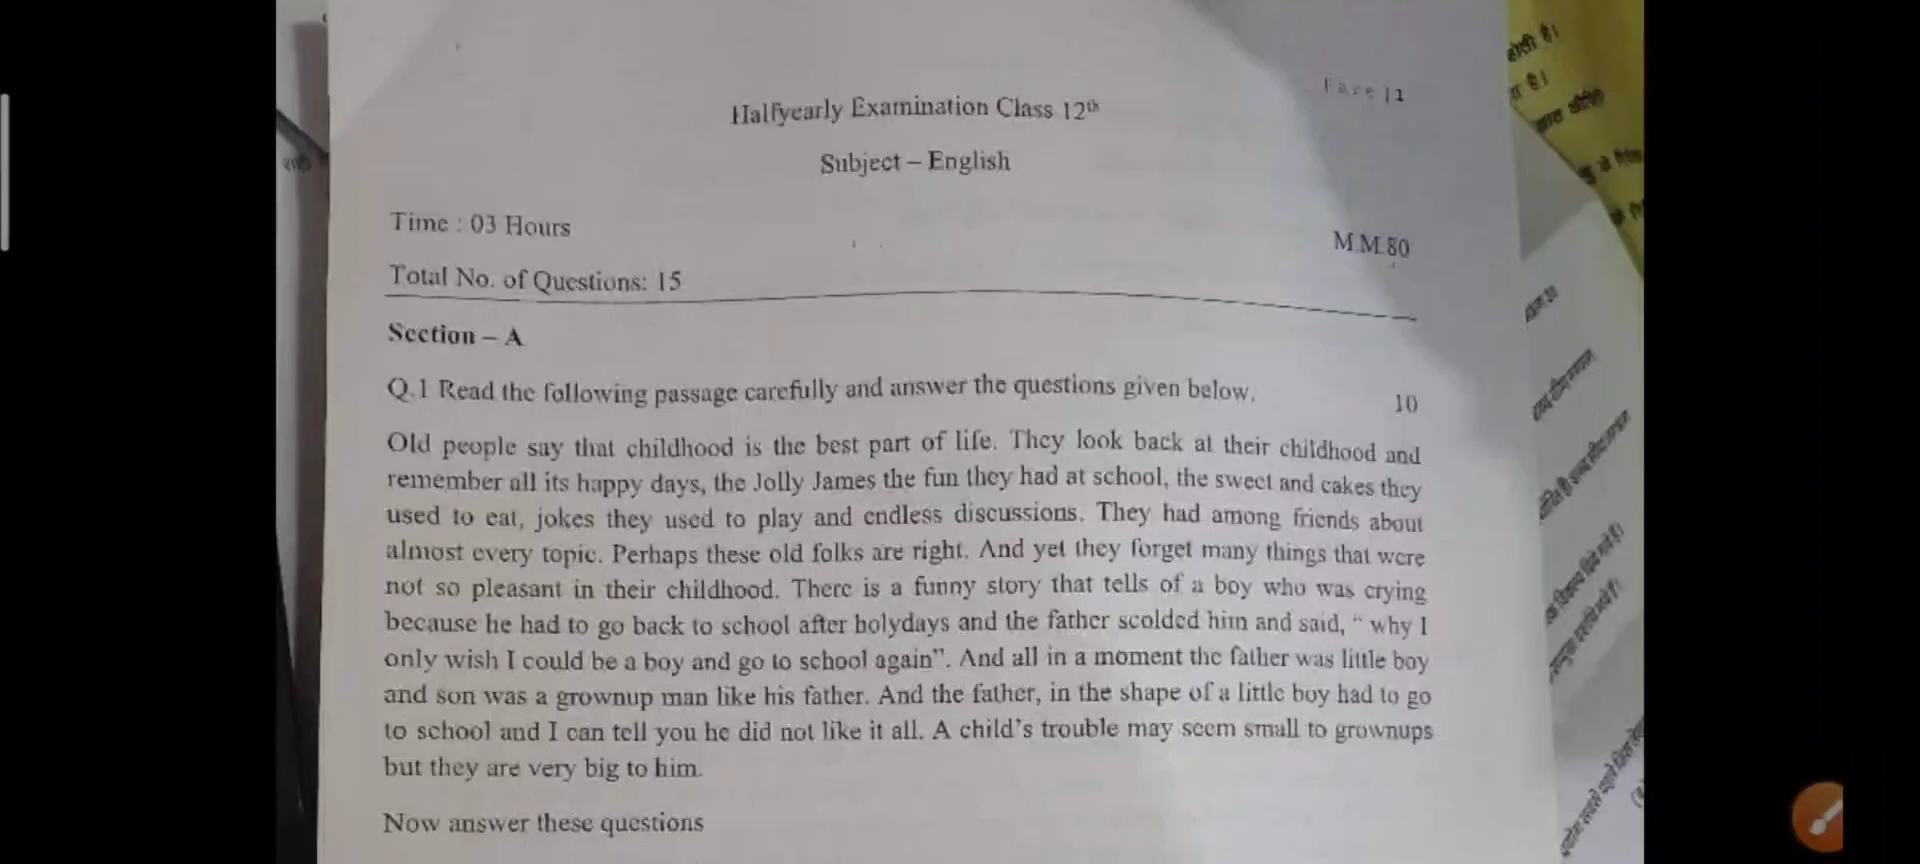 Page | 1
Halfyearly Examination Class 12th
Subject – English
Time : 03 Hours
M.M.80
Total No. of Questions: 15
Section – A
Q.1 Read the following passage carefully and answer the questions given below.
10
Old people say that childhood is the best part of life. They look back at their childhood and
remember all its happy days, the Jolly James the fun they had at school, the sweet and cakes they
used to eat, jokes they used to play and endless discussions. They had among friends about
almost every topic. Perhaps these old folks are right. And yet they forget many things that were
not so pleasant in their childhood. There is a funny story that tells of a boy who was crying
because he had to go back to school after holydays and the father scolded him and said, “ why I
only wish I could be a boy and go to school again”. And all in a moment the father was little boy
and son was a grownup man like his father. And the father, in the shape of a little boy had to go
to school and I can tell you he did not like it all. A child’s trouble may seem small to grownups
but they are very big to him.
Now answer these questions
होती है।
है।